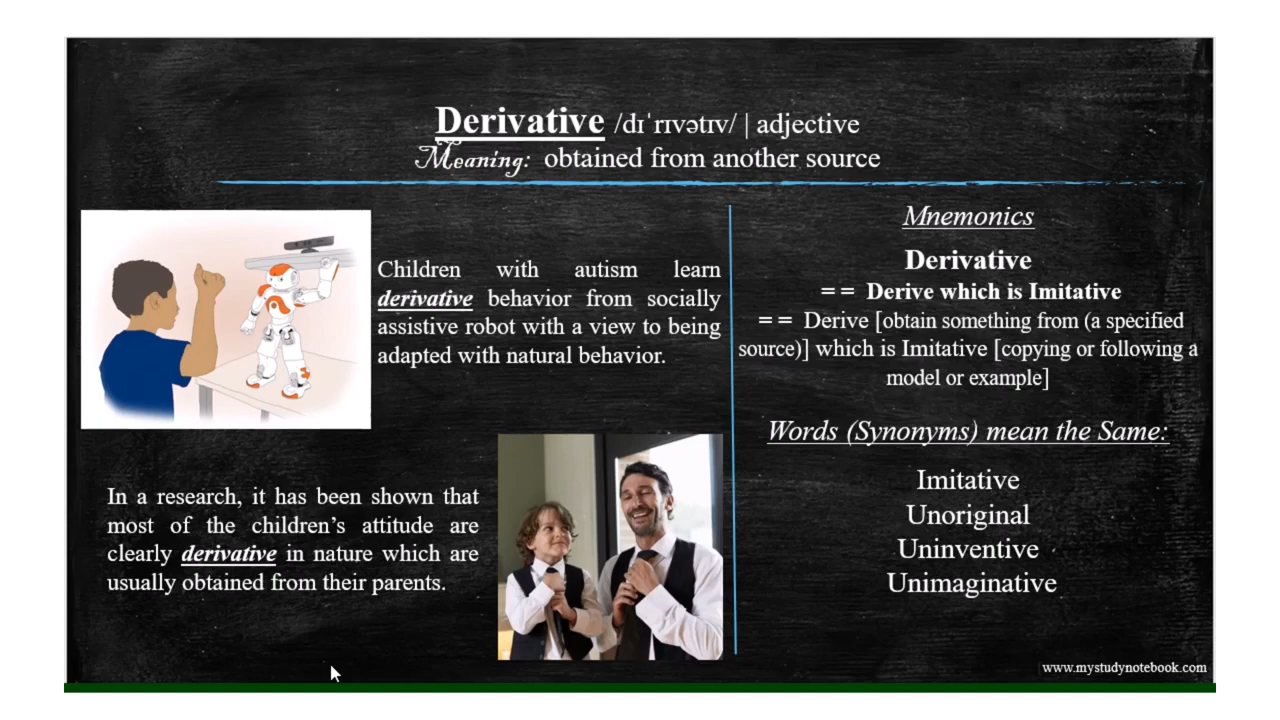 Derivative /dɪˈrɪvətɪv/ | adjective
Meaning: obtained from another source
Children with autism learn
derivative behavior from socially
assistive robot with a view to being
adapted with natural behavior.
In a research, it has been shown that
most of the children’s attitude are
clearly derivative in nature which are
usually obtained from their parents.
Mnemonics
Derivative
== Derive which is Imitative
== Derive [obtain something from (a specified
source)] which is Imitative [copying or following a
model or example]
Words (Synonyms) mean the Same:
Imitative
Unoriginal
Uninventive
Unimaginative
www.mystudynotebook.com